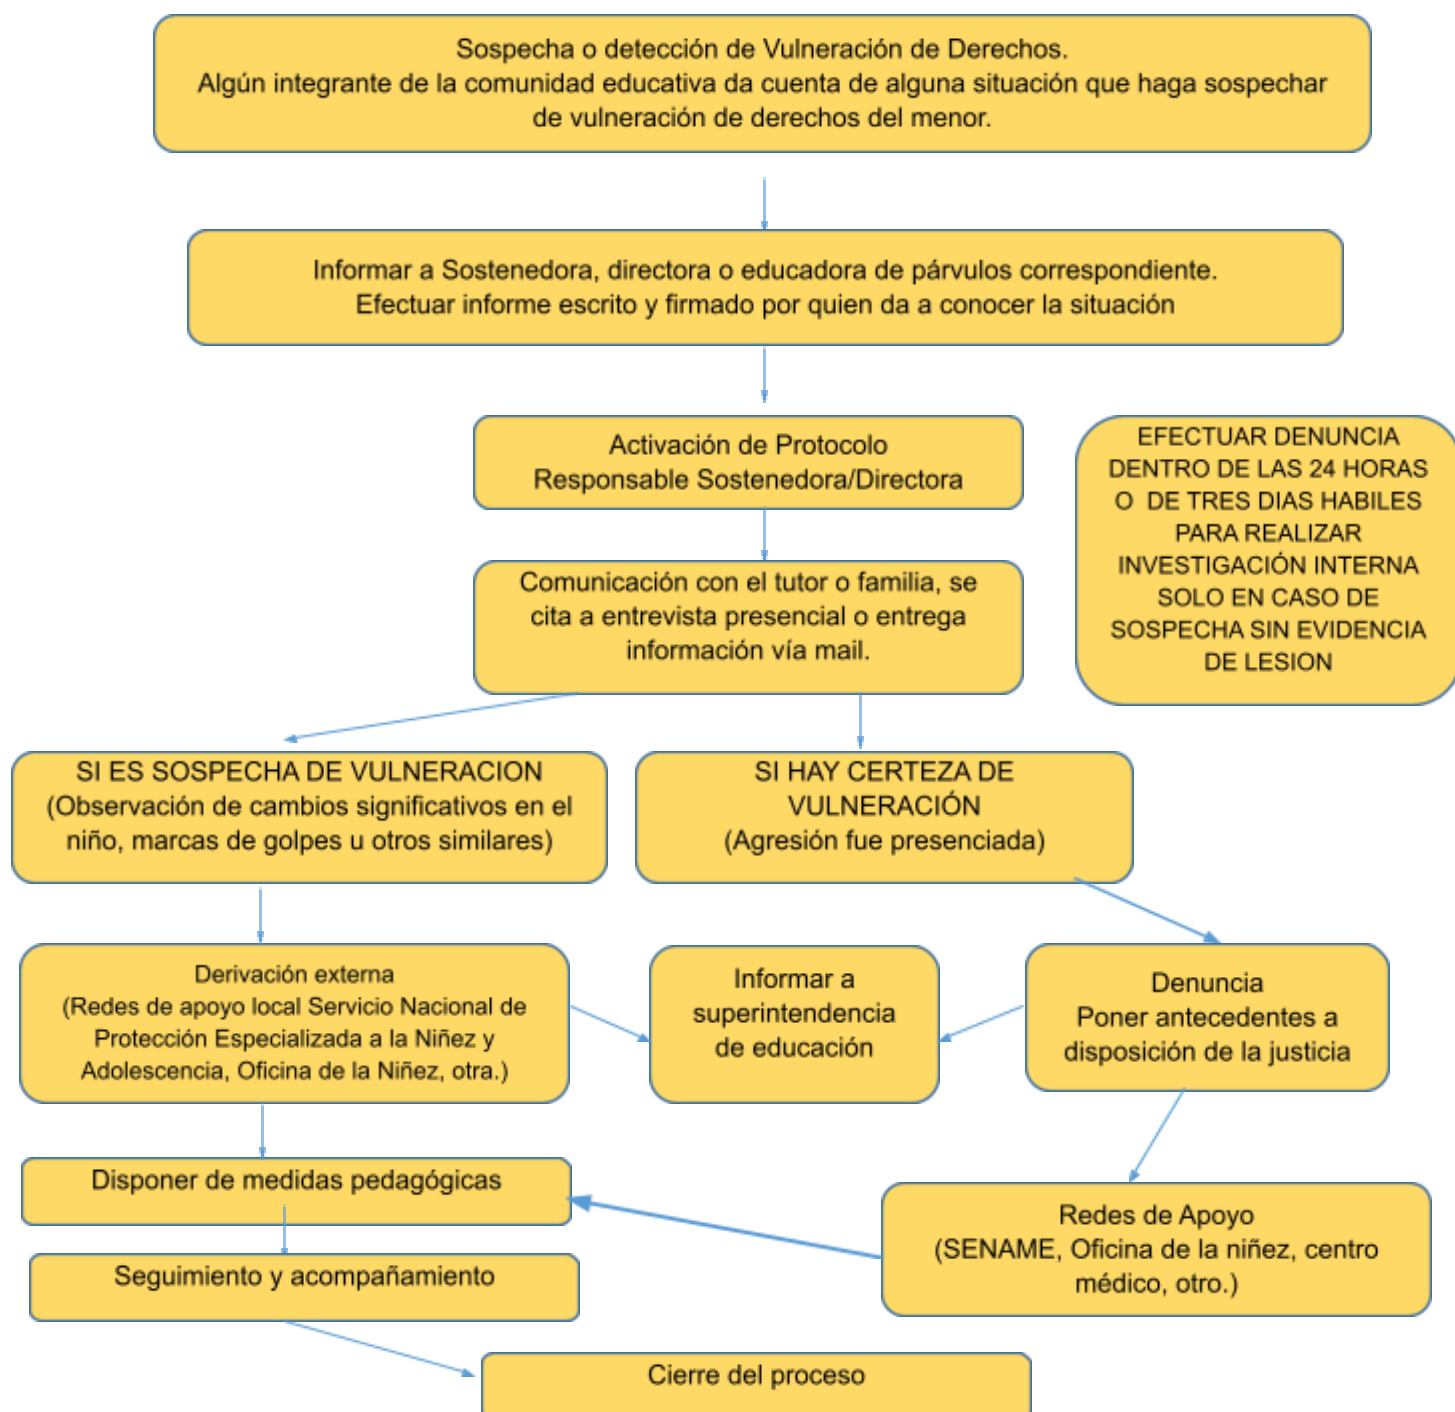 Sospecha o detección de Vulneración de Derechos.
Algún integrante de la comunidad educativa da cuenta de alguna situación que haga sospechar
de vulneración de derechos del menor.
Informar a Sostenedora, directora o educadora de párvulos correspondiente.
Efectuar informe escrito y firmado por quien da a conocer la situación
Activación de Protocolo
Responsable Sostenedora/Directora
EFECTUAR DENUNCIA
DENTRO DE LAS 24 HORAS
O DE TRES DIAS HABILES
PARA REALIZAR
INVESTIGACIÓN INTERNA
SOLO EN CASO DE
SOSPECHA SIN EVIDENCIA
DE LESION
Comunicación con el tutor o familia, se
cita a entrevista presencial o entrega
información vía mail.
SI ES SOSPECHA DE VULNERACION
(Observación de cambios significativos en el
niño, marcas de golpes u otros similares)
SI HAY CERTEZA DE
VULNERACIÓN
(Agresión fue presenciada)
Derivación externa
(Redes de apoyo local Servicio Nacional de
Protección Especializada a la Niñez y
Adolescencia, Oficina de la Niñez, otra.)
Informar a
superintendencia
de educación
Denuncia
Poner antecedentes a
disposición de la justicia
Disponer de medidas pedagógicas
Redes de Apoyo
(SENAME, Oficina de la niñez, centro
médico, otro.)
Seguimiento y acompañamiento
Cierre del proceso